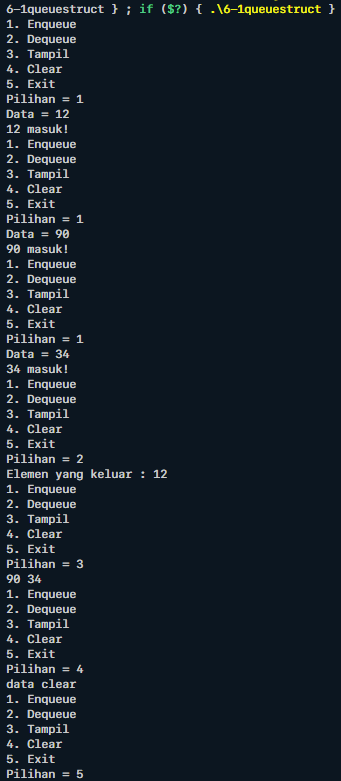 6-1queuestruct } ; if ($?) { .\6-1queuestruct }
1. Enqueue
2. Dequeue
3. Tampil
4. Clear
5. Exit
Pilihan = 1
Data = 12
12 masuk!
1. Enqueue
2. Dequeue
3. Tampil
4. Clear
5. Exit
Pilihan = 1
Data = 90
90 masuk!
1. Enqueue
2. Dequeue
3. Tampil
4. Clear
5. Exit
Pilihan = 1
Data = 34
34 masuk!
1. Enqueue
2. Dequeue
3. Tampil
4. Clear
5. Exit
Pilihan = 2
Elemen yang keluar : 12
1. Enqueue
2. Dequeue
3. Tampil
4. Clear
5. Exit
Pilihan = 3
90 34
1. Enqueue
2. Dequeue
3. Tampil
4. Clear
5. Exit
Pilihan = 4
data clear
1. Enqueue
2. Dequeue
3. Tampil
4. Clear
5. Exit
Pilihan = 5